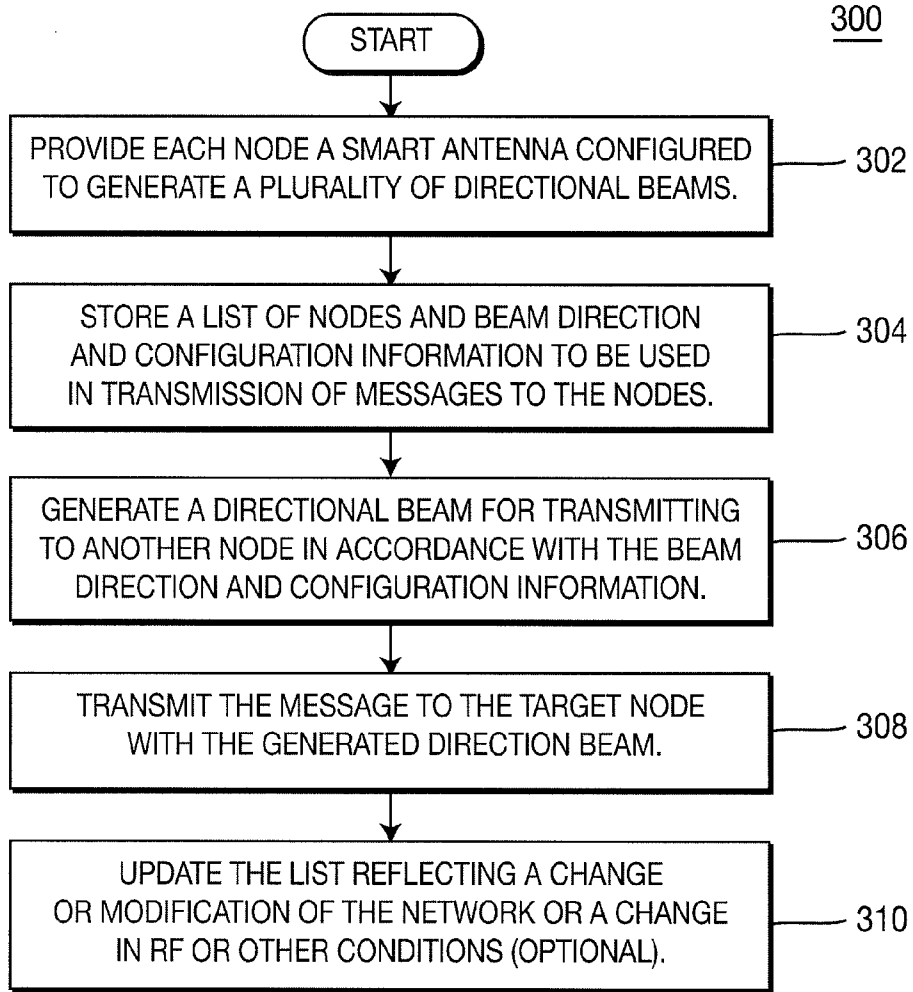 300
START
PROVIDE EACH NODE A SMART ANTENNA CONFIGURED
TO GENERATE A PLURALITY OF DIRECTIONAL BEAMS.
302
STORE A LIST OF NODES AND BEAM DIRECTION
AND CONFIGURATION INFORMATION TO BE USED
IN TRANSMISSION OF MESSAGES TO THE NODES.
304
GENERATE A DIRECTIONAL BEAM FOR TRANSMITTING
TO ANOTHER NODE IN ACCORDANCE WITH THE BEAM
DIRECTION AND CONFIGURATION INFORMATION.
306
TRANSMIT THE MESSAGE TO THE TARGET NODE
WITH THE GENERATED DIRECTION BEAM.
308
UPDATE THE LIST REFLECTING A CHANGE
OR MODIFICATION OF THE NETWORK OR A CHANGE
IN RF OR OTHER CONDITIONS (OPTIONAL).
310